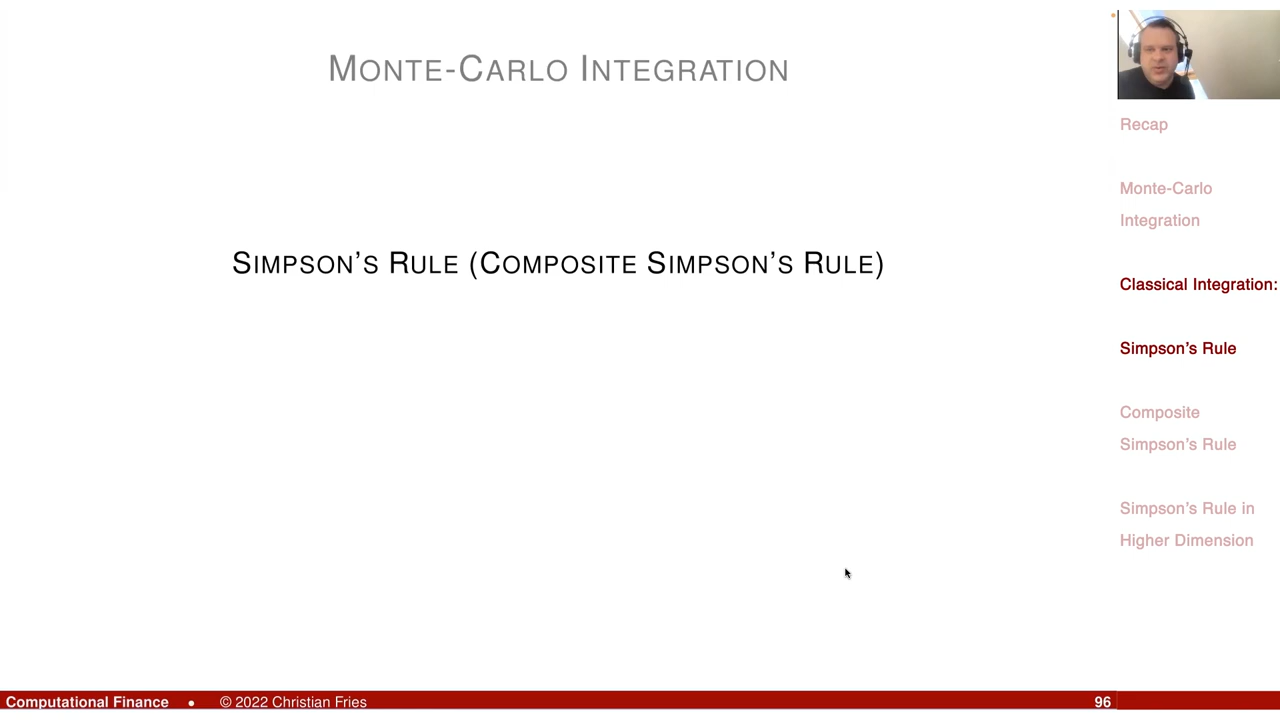 MONTE-CARLO INTEGRATION
SIMPSON'S RULE (COMPOSITE SIMPSON'S RULE)
Recap
Monte-Carlo
Integration
Classical Integration:
Simpson's Rule
Composite
Simpson's Rule
Simpson's Rule in
Higher Dimension
Computational Finance • © 2022 Christian Fries 96